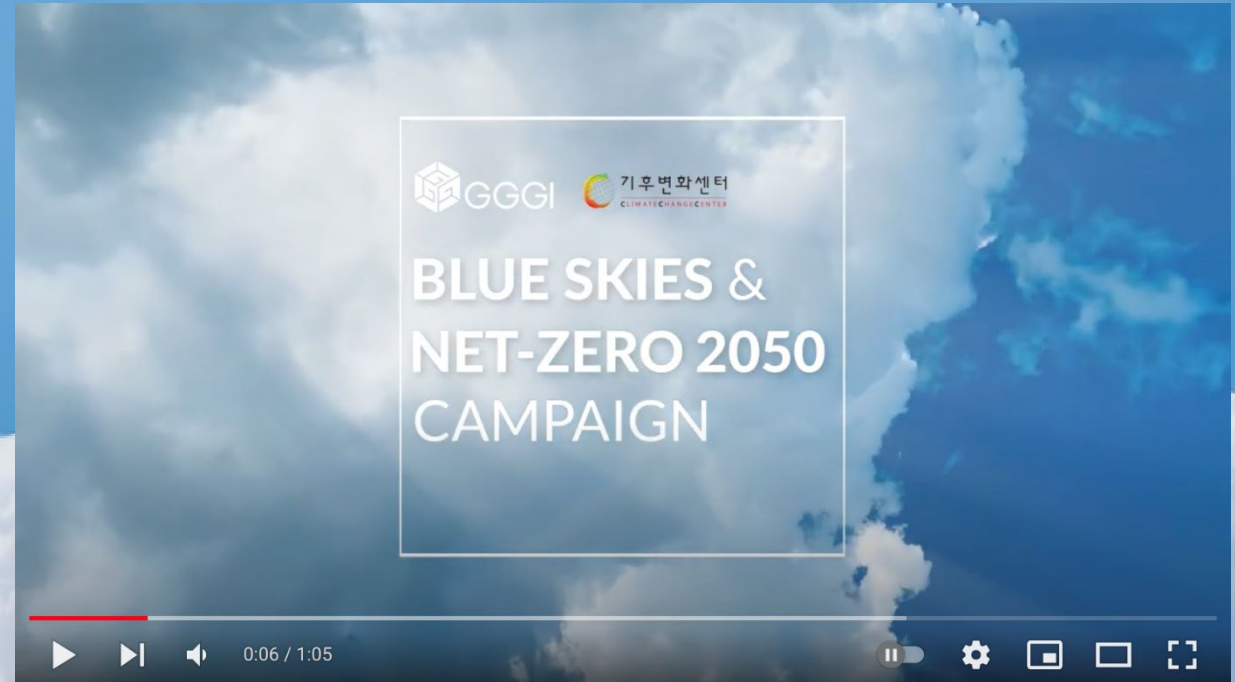 GGGI 기후변화센터
CLIMATECHANGECENTER
BLUE SKIES &
NET-ZERO 2050
CAMPAIGN
0:06 / 1:05